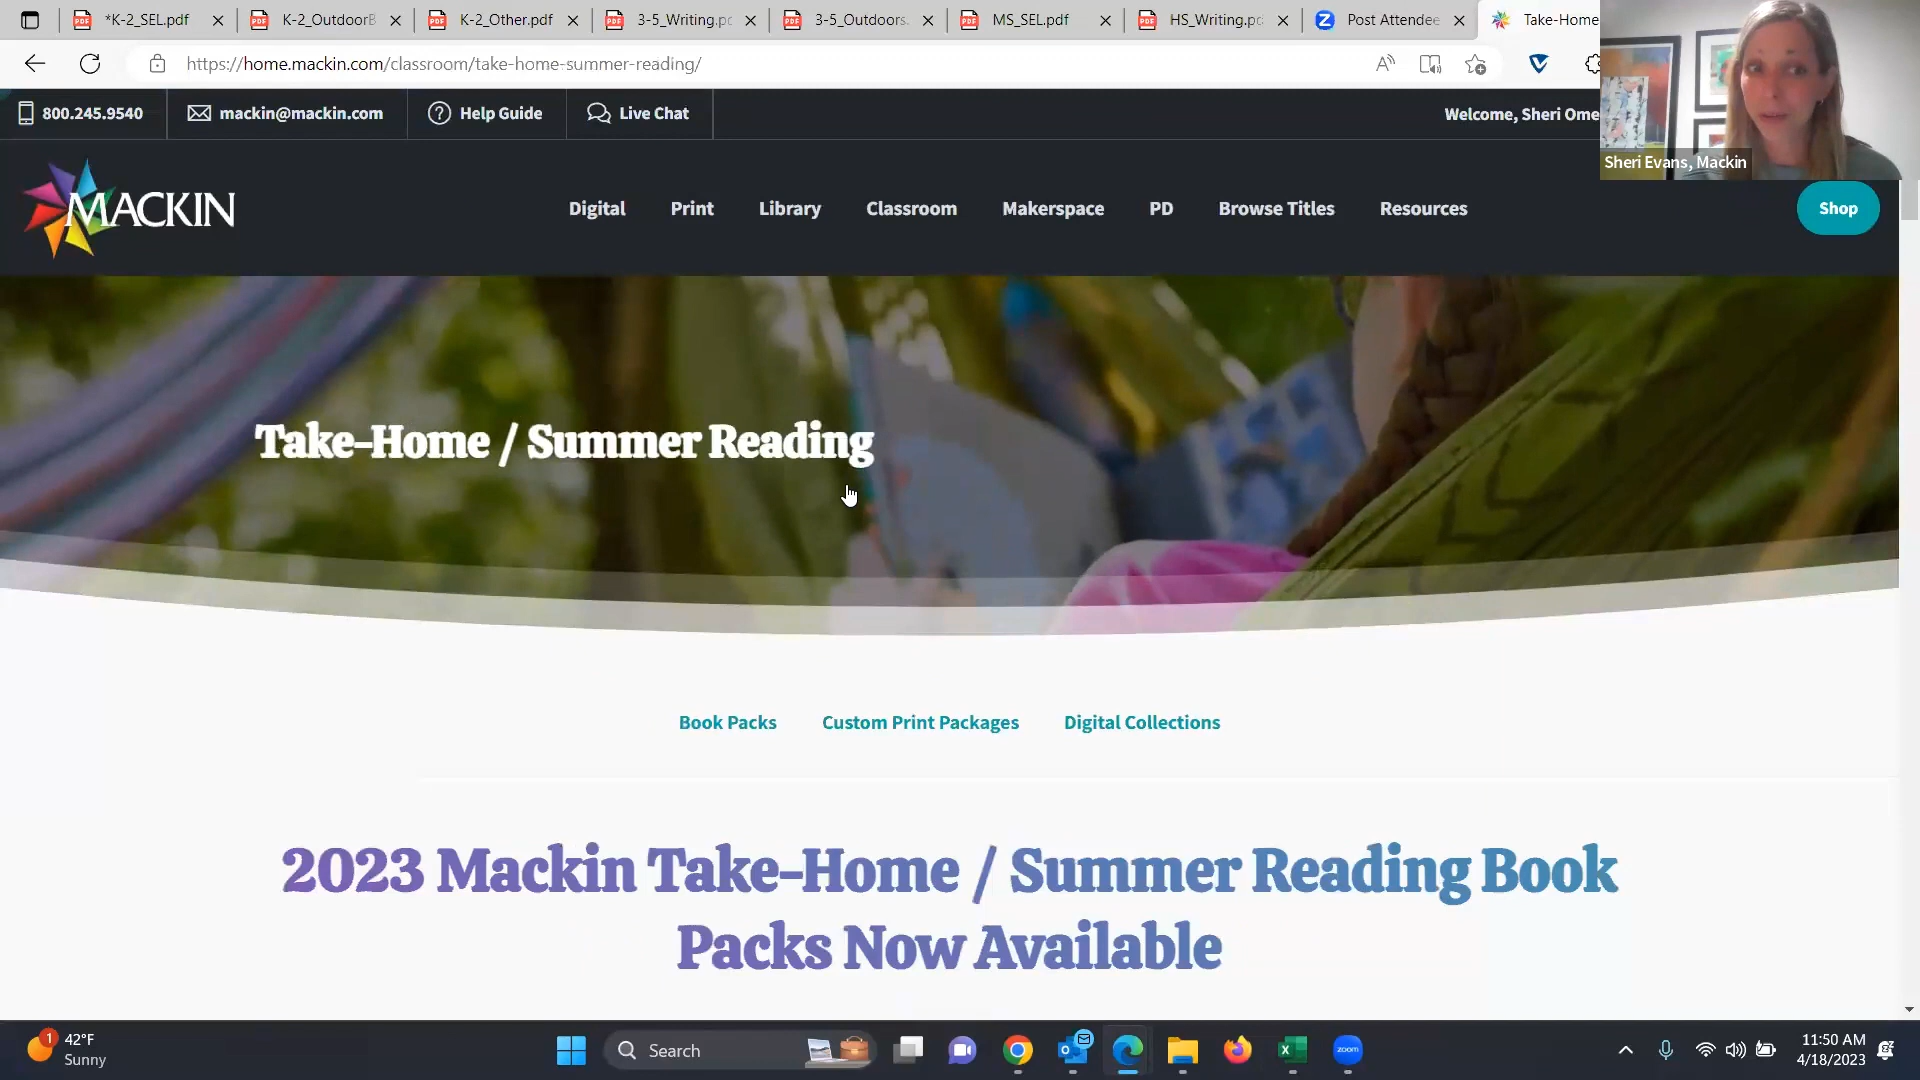 *K-2_SEL.pdf
K-2_OutdoorB
K-2_Other.pdf
3-5_Writing.pd
3-5_Outdoors.
MS_SEL.pdf
HS_Writing.pd
Post Attendee
Take-Home
https://home.mackin.com/classroom/take-home-summer-reading/
800.245.9540
mackin@mackin.com
Help Guide
Live Chat
Welcome, Sheri Ome
Sheri Evans, Mackin
MACKIN
Digital
Print
Library
Classroom
Makerspace
PD
Browse Titles
Resources
Shop
Take-Home / Summer Reading
Book Packs
Custom Print Packages
Digital Collections
2023 Mackin Take-Home / Summer Reading Book
Packs Now Available
1
42°F
Sunny
Search
zoom
11:50 AM
4/18/2023